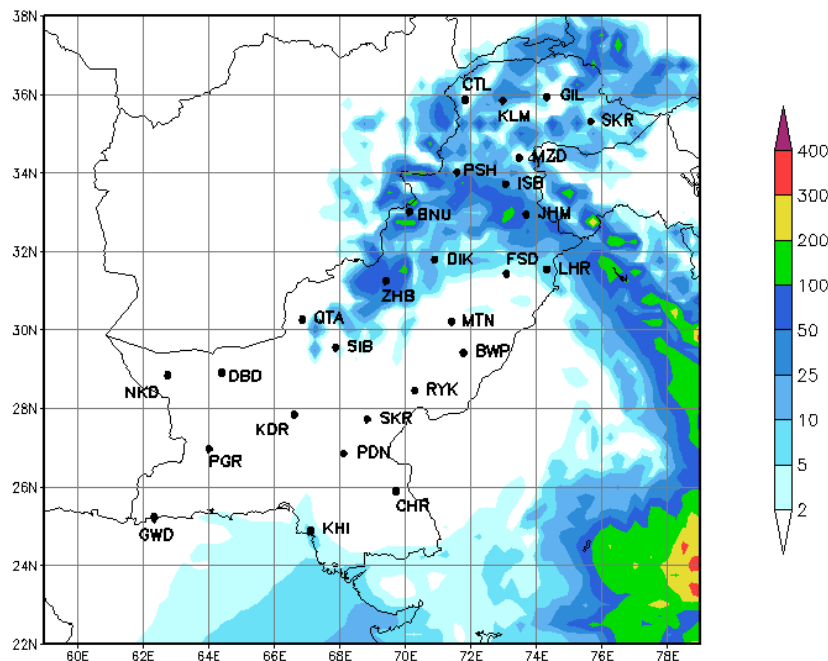 38N
36N
34N
32N
30N
28N
26N
24N
22N
60E 62E 64E 66E 68E 70E 72E 74E 76E 78E
CTL
GIL
KLM
SKR
MZD
PSH
ISB
BNU
JHM
DIK
FSD
LHR
ZHB
QTA
MTN
SIB
BWP
NKD
DBD
RYK
KDR
SKR
PGR
PDN
CHR
GWD
KHI
400
300
200
100
50
25
10
5
2